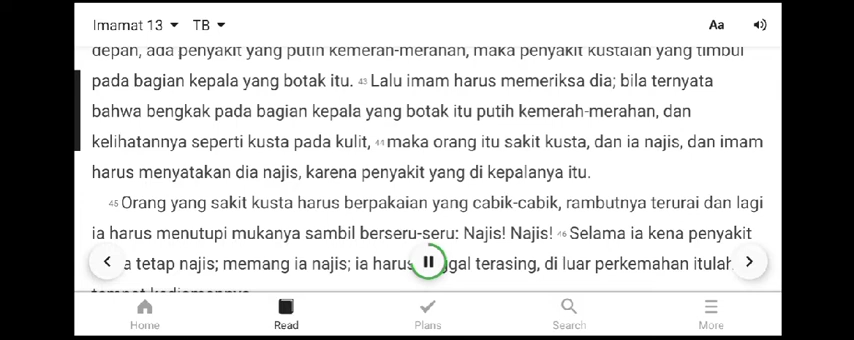 Imamat 13 TB Aa
depan, ada penyakit yang putih kemerah-merahan, maka penyakit kustalah yang timbul
pada bagian kepala yang botak itu. 43 Lalu imam harus memeriksa dia; bila ternyata
bahwa bengkak pada bagian kepala yang botak itu putih kemerah-merahan, dan
kelihatannya seperti kusta pada kulit, 44 maka orang itu sakit kusta, dan ia najis, dan imam
harus menyatakan dia najis, karena penyakit yang di kepalanya itu.
45 Orang yang sakit kusta harus berpakaian yang cabik-cabik, rambutnya terurai dan lagi
ia harus menutupi mukanya sambil berseru-seru: Najis! Najis! 46 Selama ia kena penyakit
tetap najis; memang ia najis; ia harus terasing, di luar perkemahan itulah
tempat kediamannya.
Home Read Plans Search More